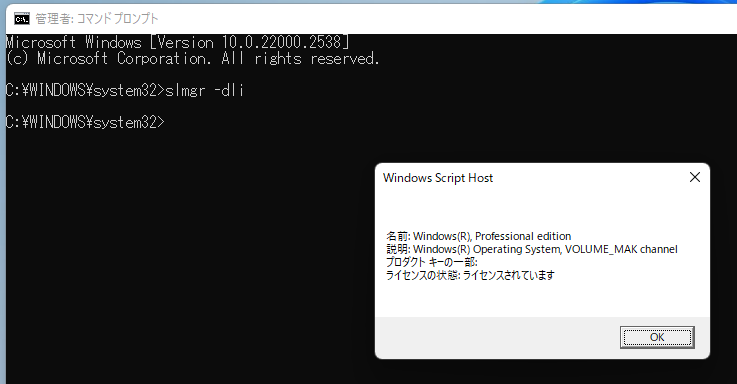 管理者: コマンド プロンプト
Microsoft Windows [Version 10.0.22000.2538]
(c) Microsoft Corporation. All rights reserved.
C:¥WINDOWS¥system32>slmgr -dli
C:¥WINDOWS¥system32>
Windows Script Host
名前: Windows(R), Professional edition
説明: Windows(R) Operating System, VOLUME_MAK channel
プロダクト キーの一部:
ライセンスの状態: ライセンスされています
OK